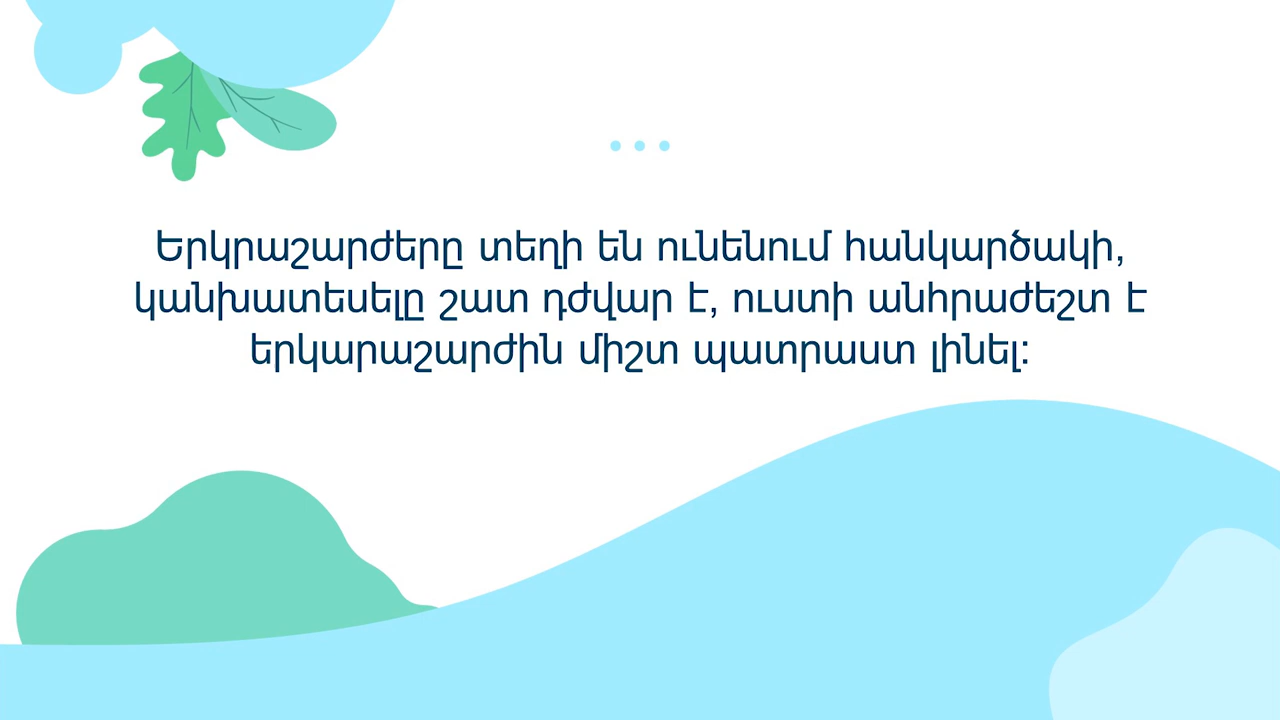 Երկրաշարժերը տեղի են ունենում հանկարծակի,
կանխատեսելը շատ դժվար է, ուստի անհրաժեշտ է
երկարաշարժին միշտ պատրաստ լինել: